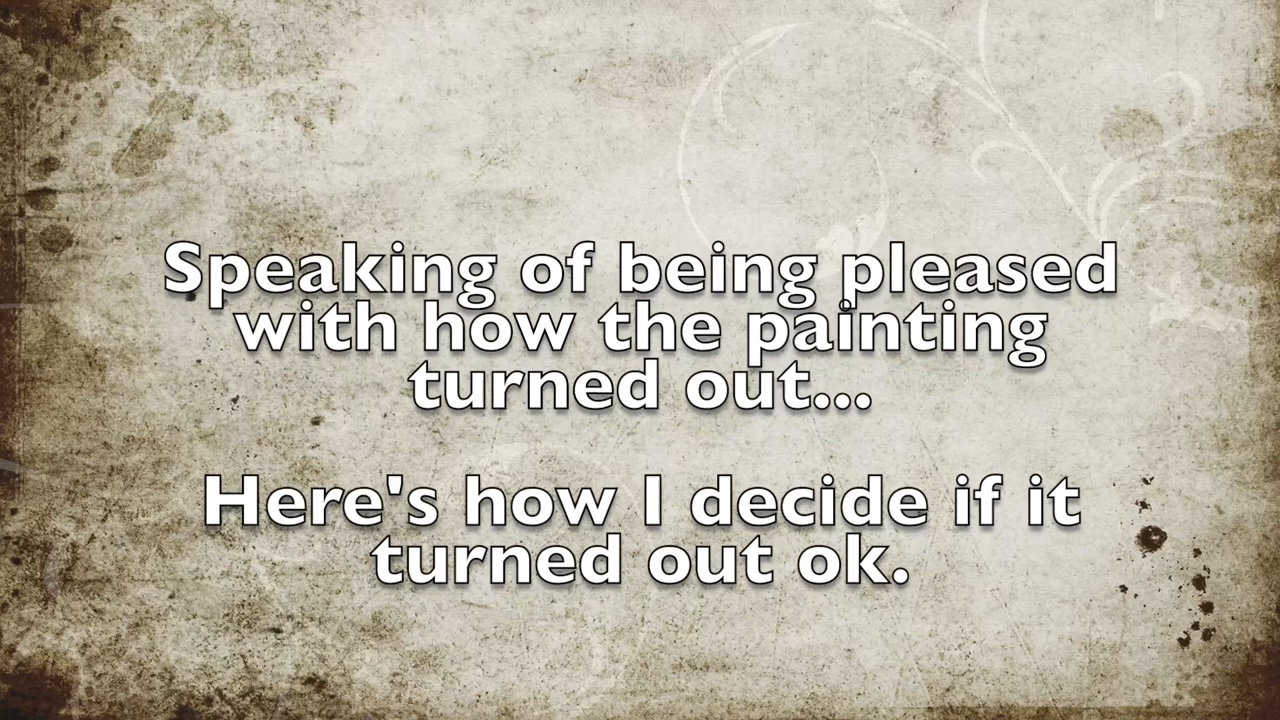 Speaking of being pleased
with how the painting
turned out...
Here's how I decide if it
turned out ok.